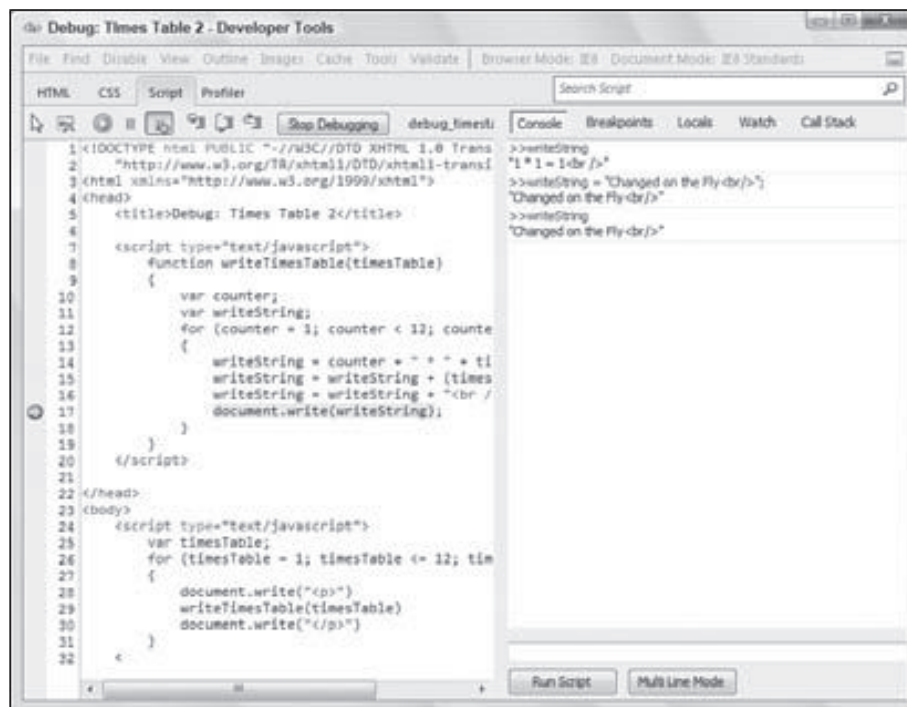 Debug: Times Table 2 - Developer Tools
File Find Disable View Outline Images Cache Tools Validate Browser Mode: IE8 Document Mode: IE8 Standards
HTML CSS Script Profiler
Search Script
Stop Debugging debug_timesta
Console Breakpoints Locals Watch Call Stack
1 <!DOCTYPE html PUBLIC "-//W3C//DTD XHTML 1.0 Trans
2 "http://www.w3.org/TR/xhtml1/DTD/xhtml1-transi
3 <html xmlns="http://www.w3.org/1999/xhtml">
4 <head>
5 <title>Debug: Times Table 2</title>
6
7 <script type="text/javascript">
8 function writeTimesTable(timesTable)
9 {
10 var counter;
11 var writeString;
12 for (counter = 1; counter < 12; counte
13 {
14 writeString = counter + " * " + ti
15 writeString = writeString + (times
16 writeString = writeString + "<br /
17 document.write(writeString);
18 }
19 }
20 </script>
21
22 </head>
23 <body>
24 <script type="text/javascript">
25 var timesTable;
26 for (timesTable = 1; timesTable <= 12; tim
27 {
28 document.write("<p>")
29 writeTimesTable(timesTable)
30 document.write("</p>")
31 }
32 <
>>writeString
"1 * 1 = 1<br />"
>>writeString = "Changed on the Fly<br/>";
"Changed on the Fly<br/>"
>>writeString
"Changed on the Fly<br/>"
Run Script Multi Line Mode